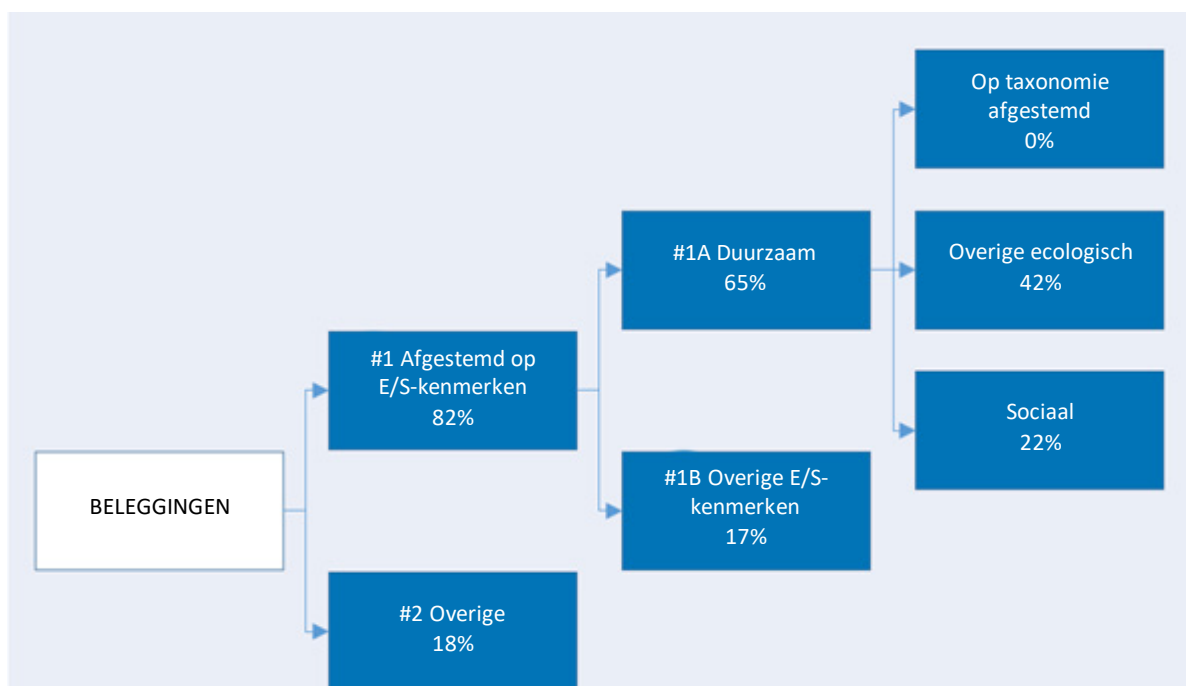 Op taxonomie
afgestemd
0%
#1A Duurzaam
65%
Overige ecologisch
42%
#1 Afgestemd op
E/S-kenmerken
82%
Sociaal
22%
BELEGGINGEN
#1B Overige E/S-
kenmerken
17%
#2 Overige
18%